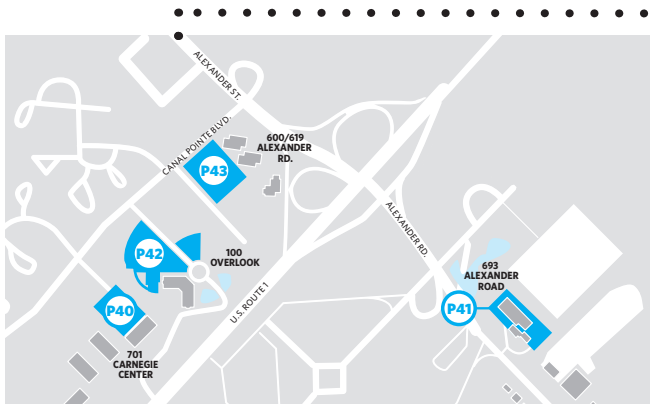 ALEXANDER ST.
CANAL POINTE BLVD.
600/619
ALEXANDER
RD.
P43
ALEXANDER RD.
P42
100
OVERLOOK
693
ALEXANDER
ROAD
U.S. ROUTE 1
P40
P41
701
CARNEGIE
CENTER